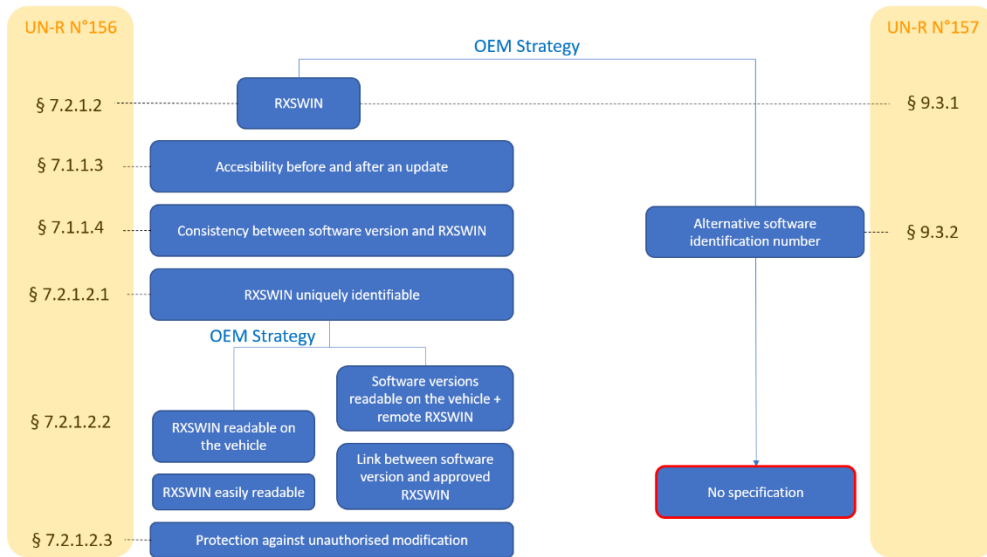 UN-R N°156
UN-R N°157
OEM Strategy
§ 7.2.1.2
RXSWIN
§ 9.3.1
§ 7.1.1.3
Accesibility before and after an update
§ 7.1.1.4
Consistency between software version and RXSWIN
Alternative software
identification number
§ 9.3.2
§ 7.2.1.2.1
RXSWIN uniquely identifiable
OEM Strategy
§ 7.2.1.2.2
RXSWIN readable on
the vehicle
RXSWIN easily readable
Software versions
readable on the vehicle +
remote RXSWIN
Link between software
version and approved
RXSWIN
No specification
§ 7.2.1.2.3
Protection against unauthorised modification